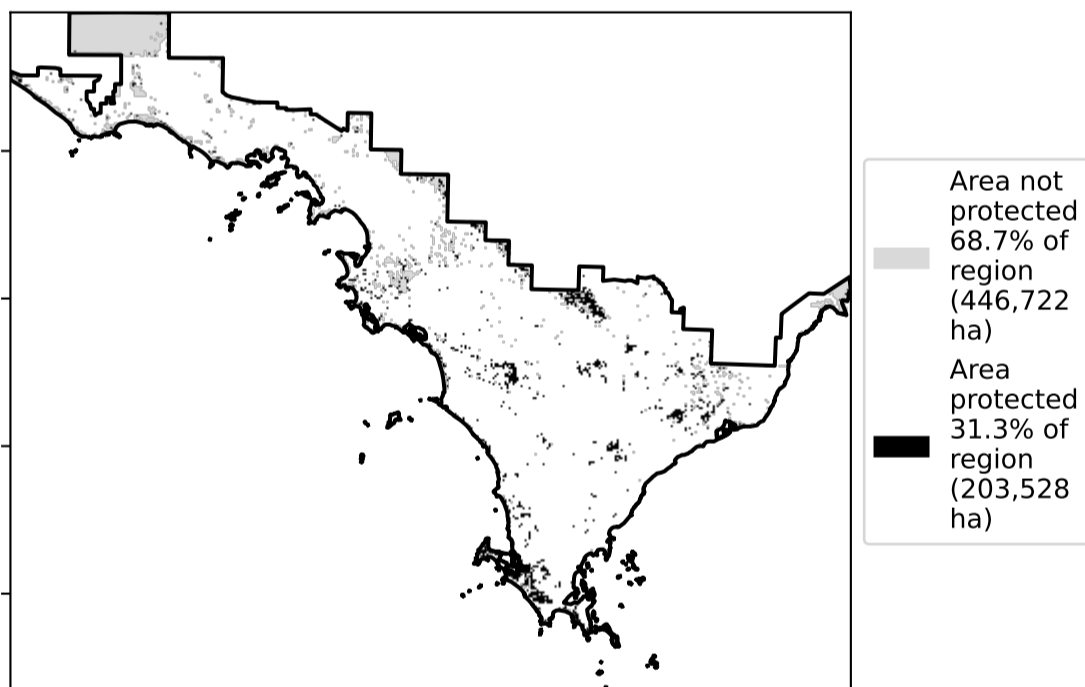 Area not
protected
68.7% of
region
(446,722
ha)
Area
protected
31.3% of
region
(203,528
ha)